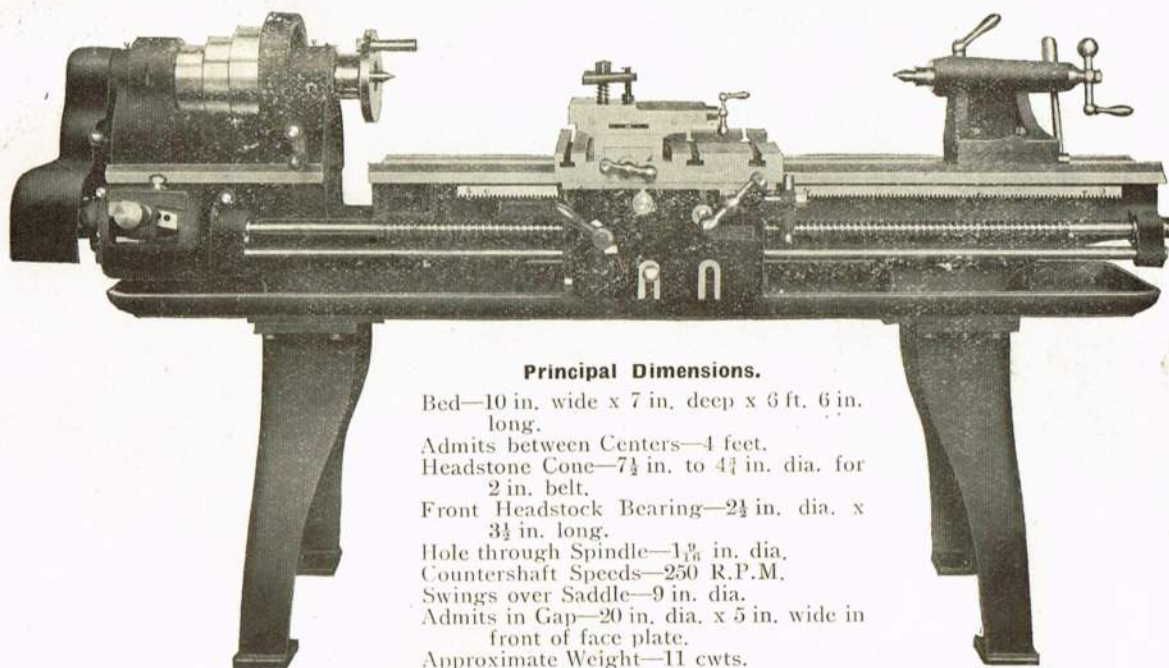 Principal Dimensions.
Bed—10 in. wide x 7 in. deep x 6 ft. 6 in.
long.
Admits between Centers—4 feet.
Headstone Cone—7½ in. to 4¾ in. dia. for
2 in. belt.
Front Headstock Bearing—2½ in. dia. x
3½ in. long.
Hole through Spindle—1 9/16 in. dia.
Countershaft Speeds—250 R.P.M.
Swings over Saddle—9 in. dia.
Admits in Gap—20 in. dia. x 5 in. wide in
front of face plate.
Approximate Weight—11 cwts.